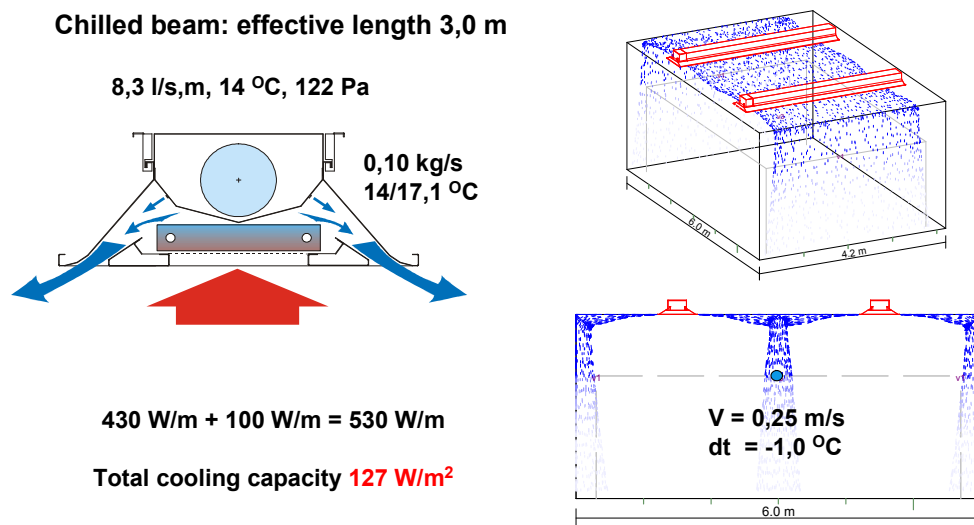 Chilled beam: effective length 3,0 m
8,3 l/s,m, 14 ᴼC, 122 Pa
0,10 kg/s
14/17,1 ᴼC
430 W/m + 100 W/m = 530 W/m
Total cooling capacity 127 W/m²
6.0 m
4.2 m
v1
v1
V = 0,25 m/s
dt = -1,0 ᴼC
6.0 m